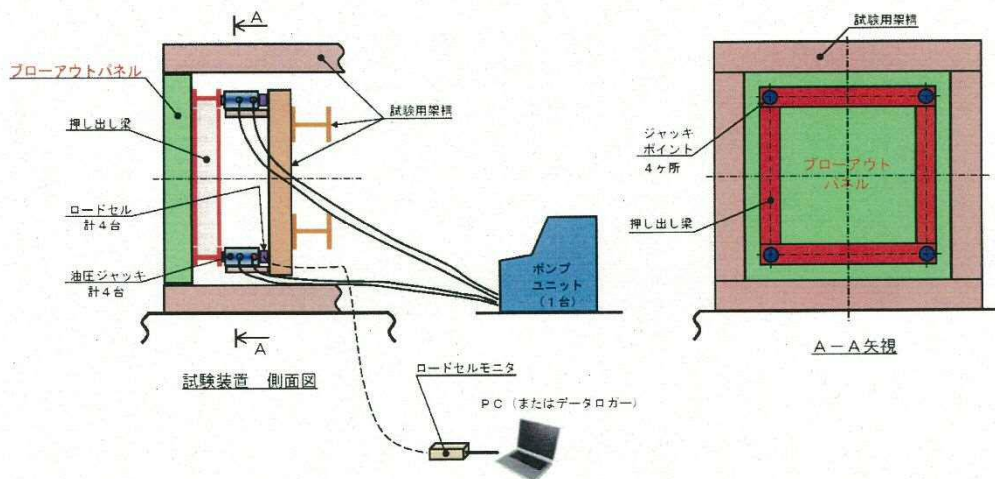 A
ブローアウトパネル
押し出し梁
ロードセル
計4台
油圧ジャッキ
計4台
試験用架構
A
試験装置 側面図
ポンプ
ユニット
(1台)
ロードセルモニタ
PC(またはデータロガー)
試験用架構
ジャッキ
ポイント
4ヶ所
ブローアウト
パネル
押し出し梁
A-A矢視